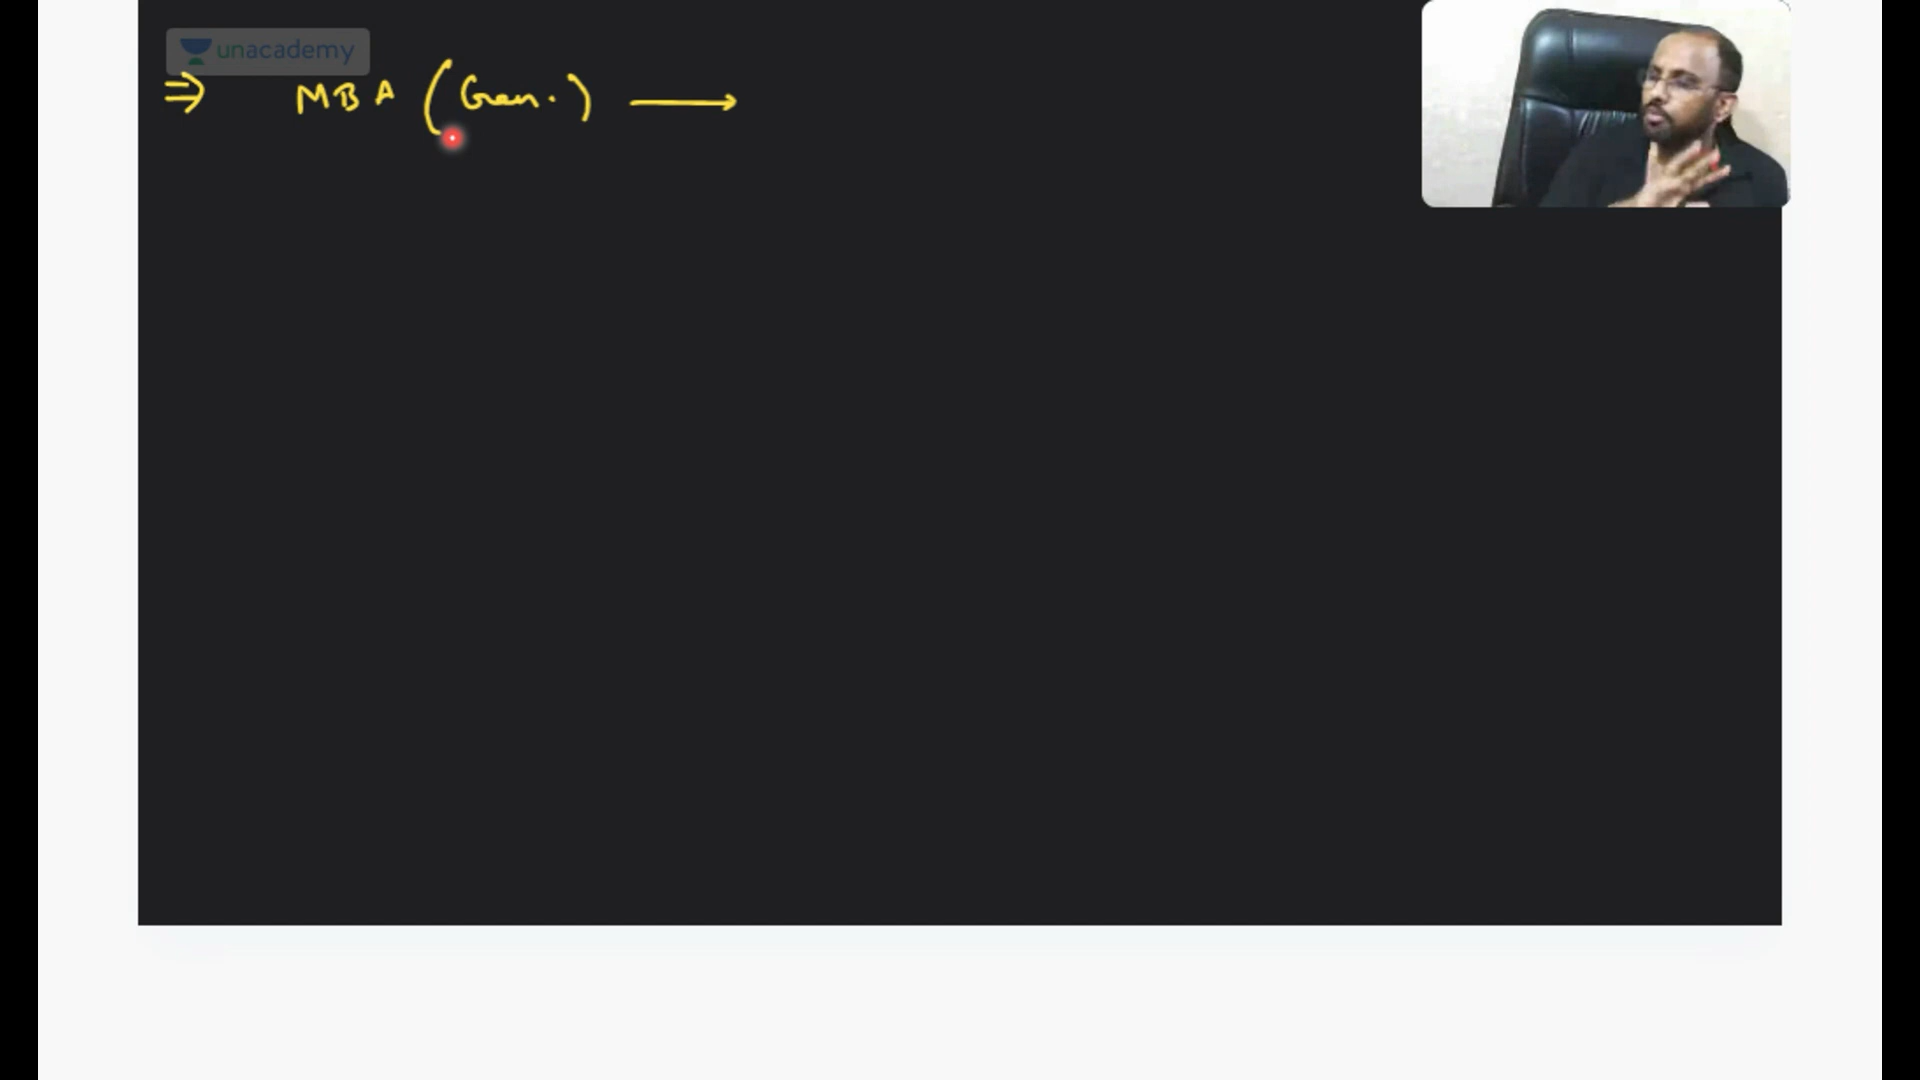 unacademy
⇒ MBA (Gen.) →